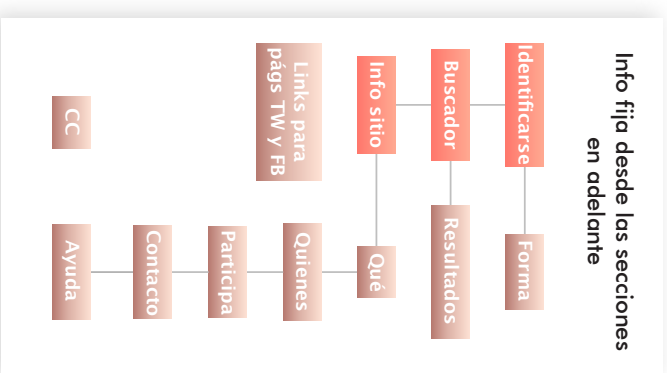 Info fija desde las secciones
en adelante
Identificarse
Forma
Buscador
Resultados
Info sitio
Qué
Links para
págs TW y FB
Quienes
Participa
Contacto
CC
Ayuda